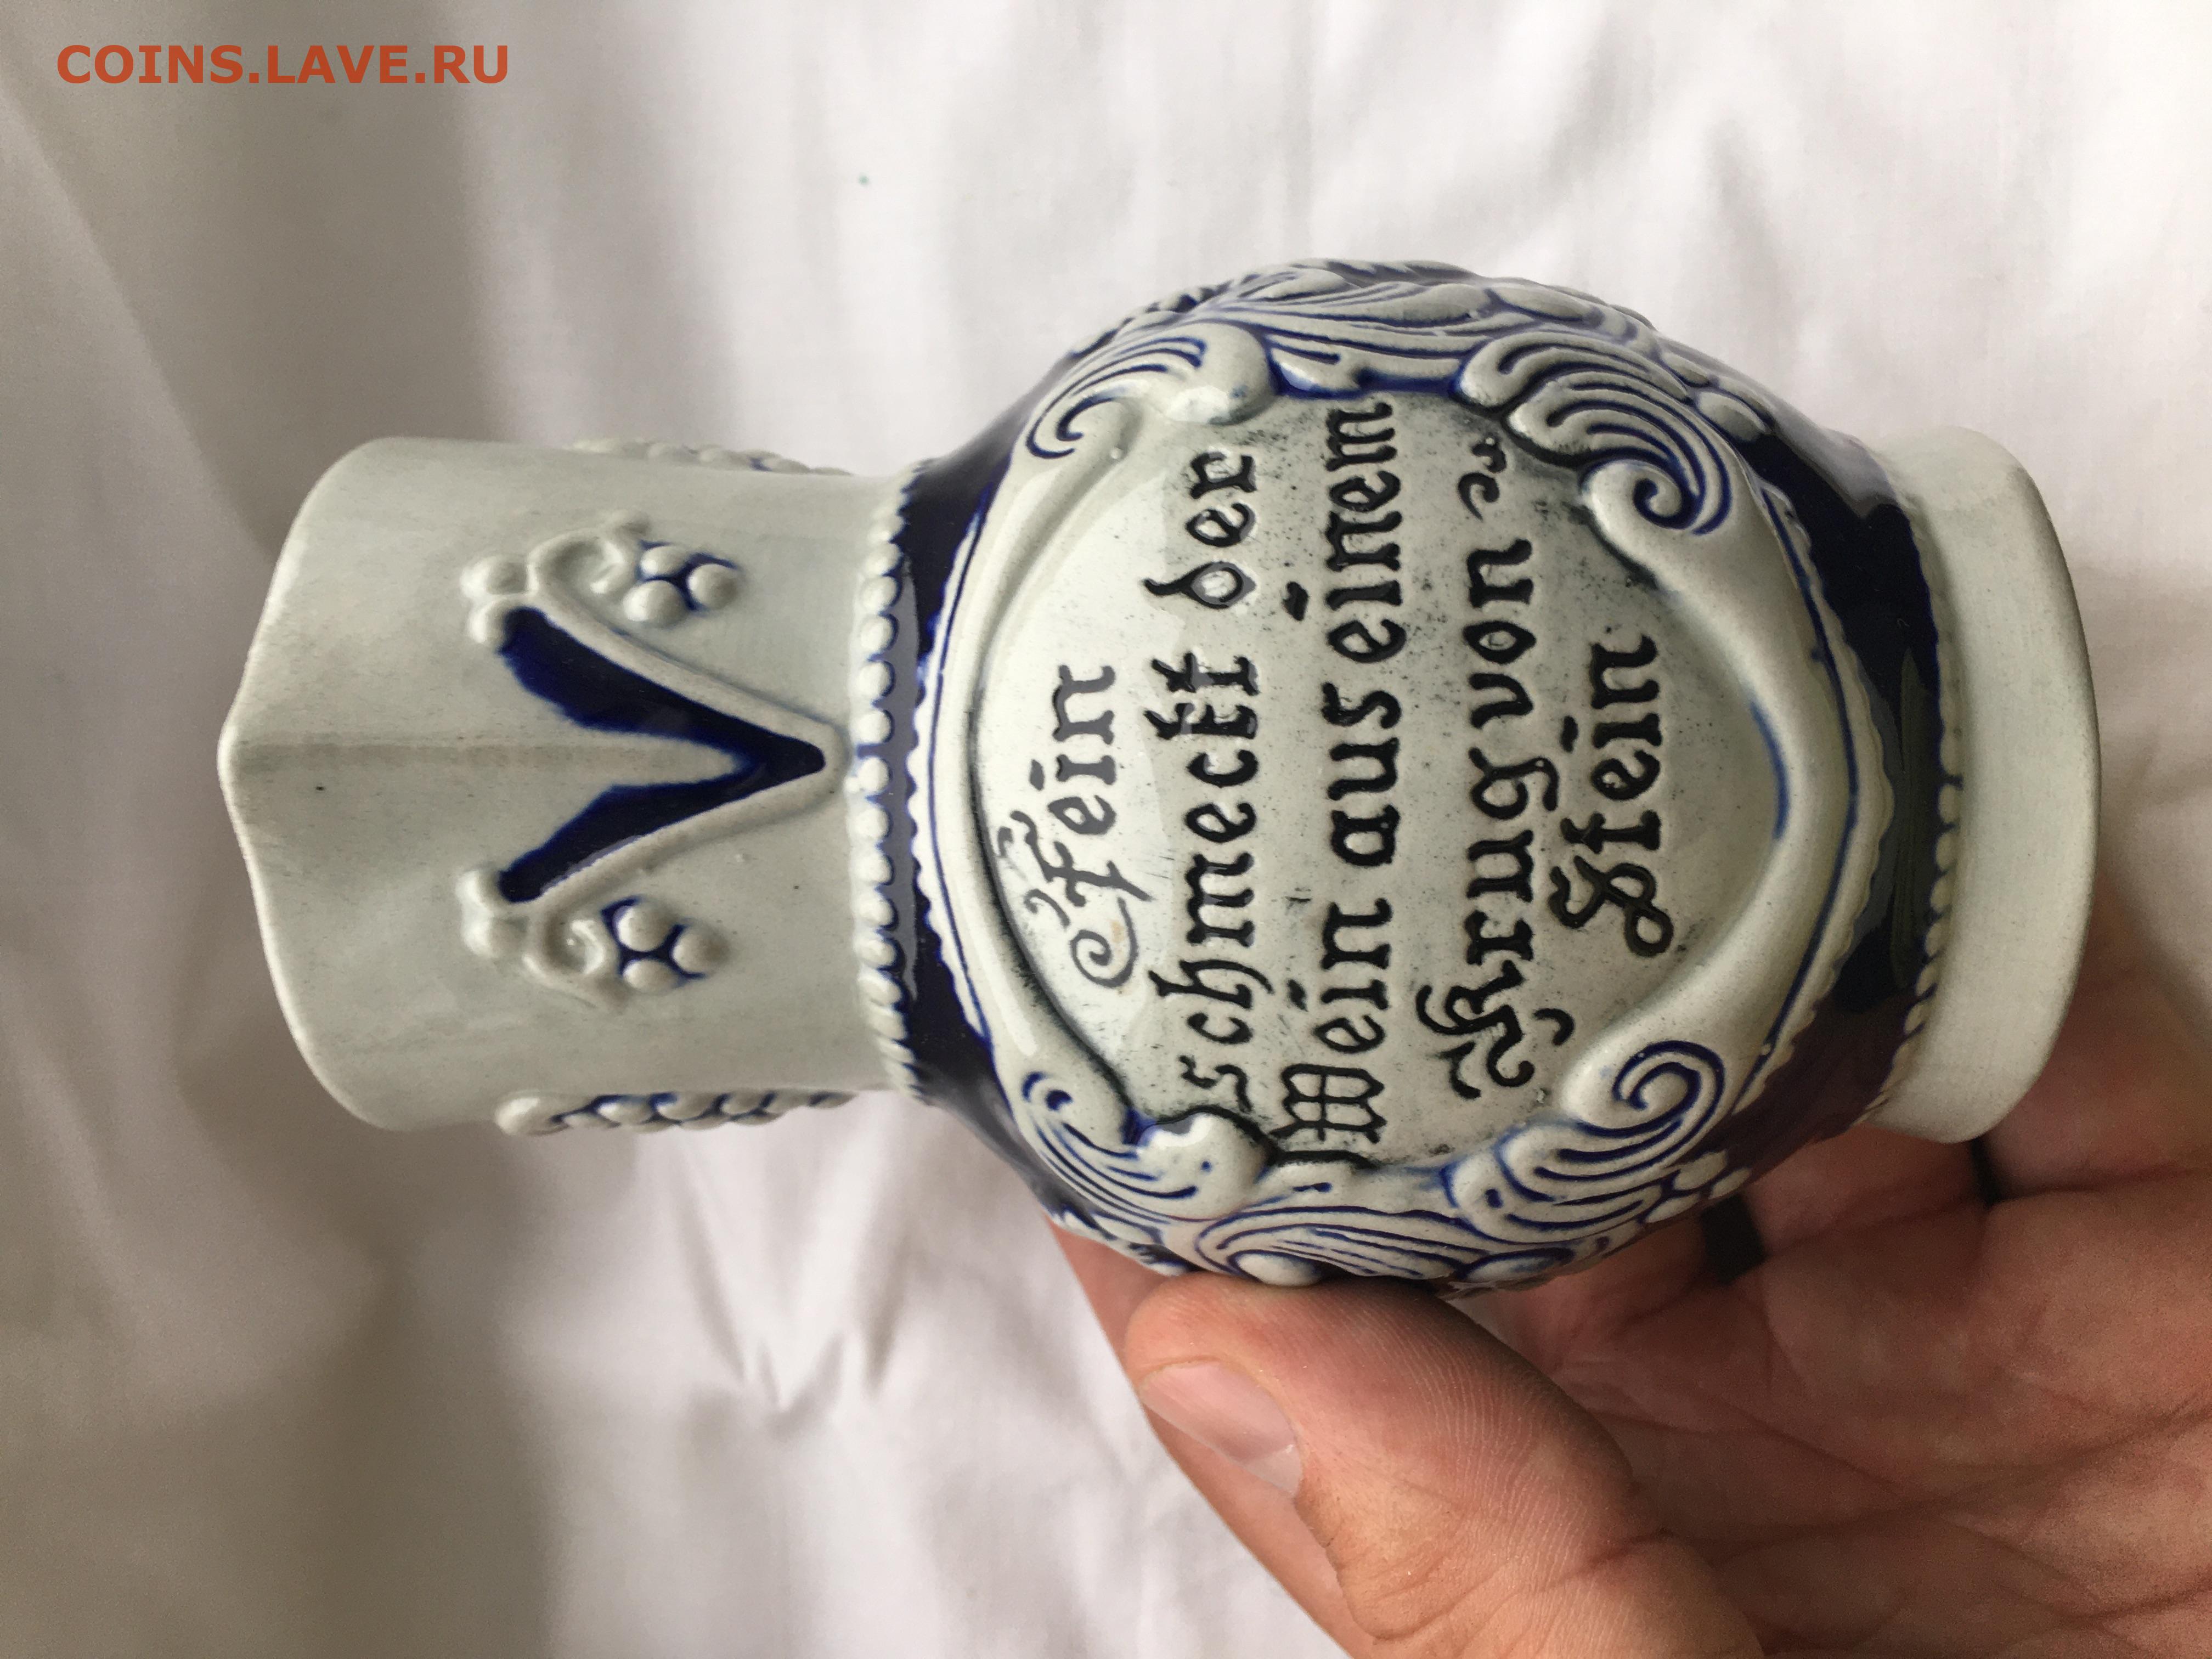 COINS.LAVE.RU
Fein
schmeckt der
Wein aus einem
Krug von
Stein